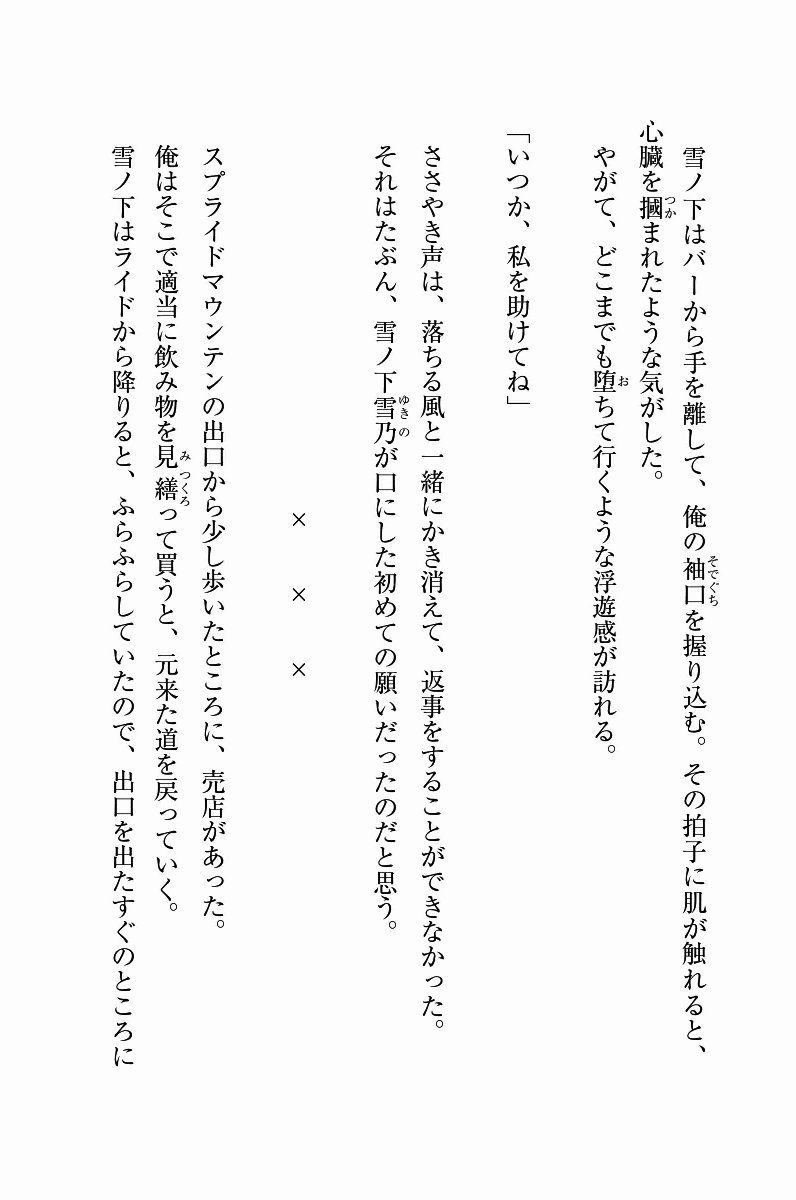 雪ノ下はバーから手を離して、俺の袖口を握り込む。その拍子に肌が触れると、
心臓を摑まれたような気がした。
やがて、どこまでも堕ちて行くような浮遊感が訪れる。
「いつか、私を助けてね」
ささやき声は、落ちる風と一緒にかき消えて、返事をすることができなかった。
それはたぶん、雪ノ下雪乃が口にした初めての願いだったのだと思う。
× × ×
スプライドマウンテンの出口から少し歩いたところに、売店があった。
俺はそこで適当に飲み物を見繕って買うと、元来た道を戻っていく。
雪ノ下はライドから降りると、ふらふらしていたので、出口を出たすぐのところに